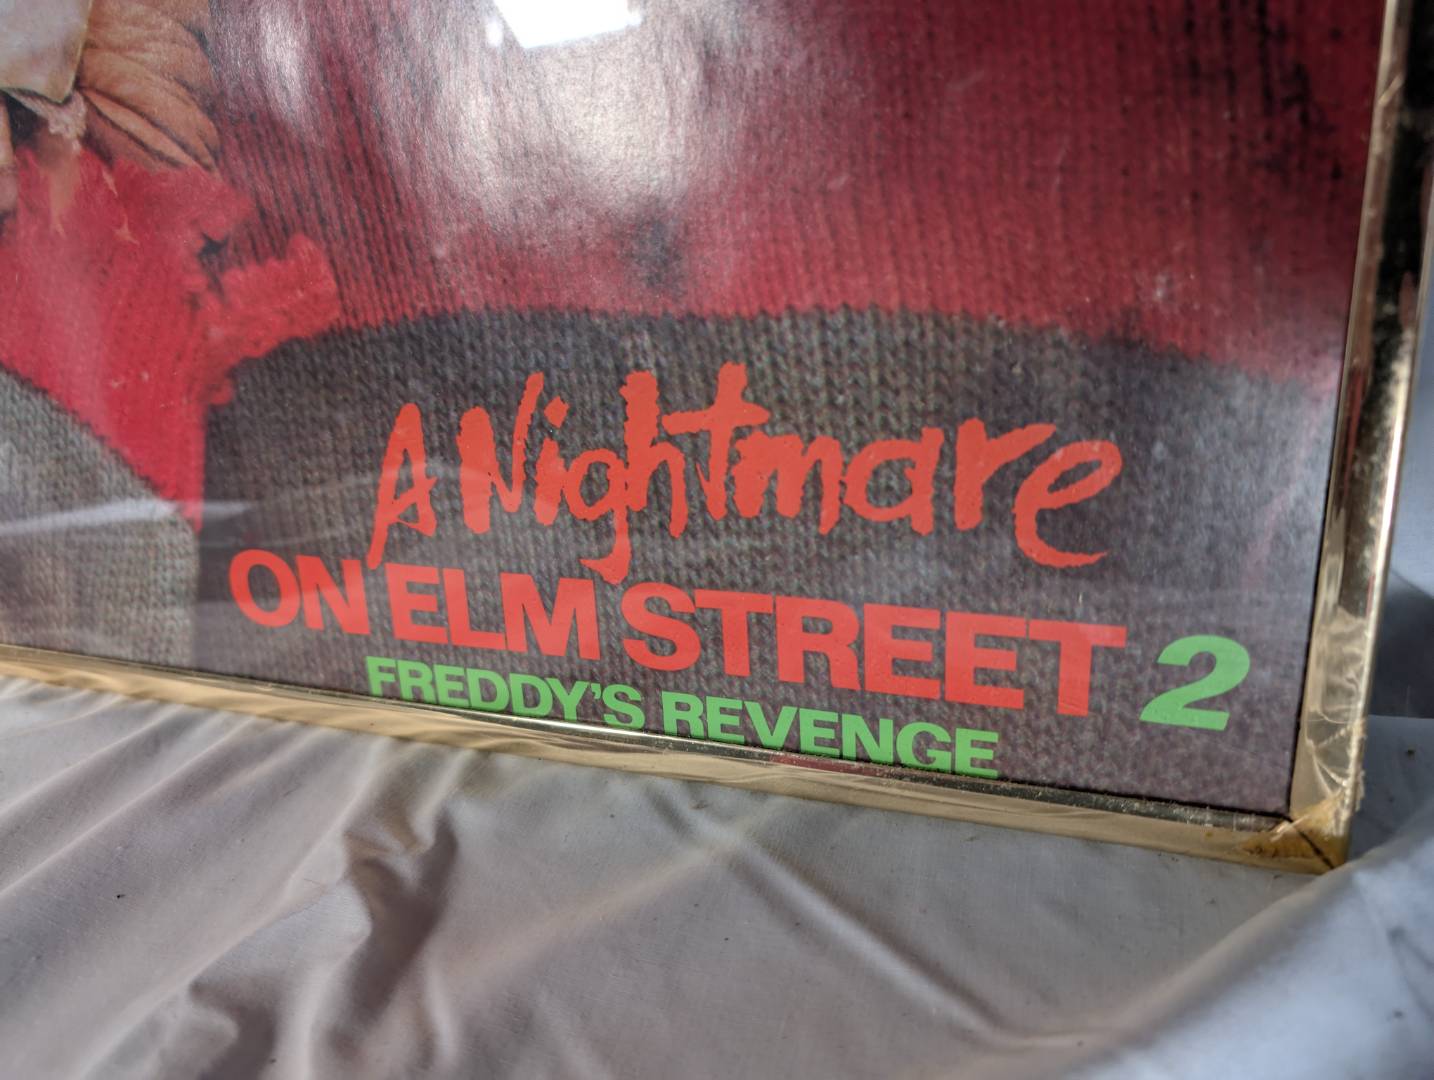 A Nightmare
ON ELM STREET 2
FREDDY'S REVENGE